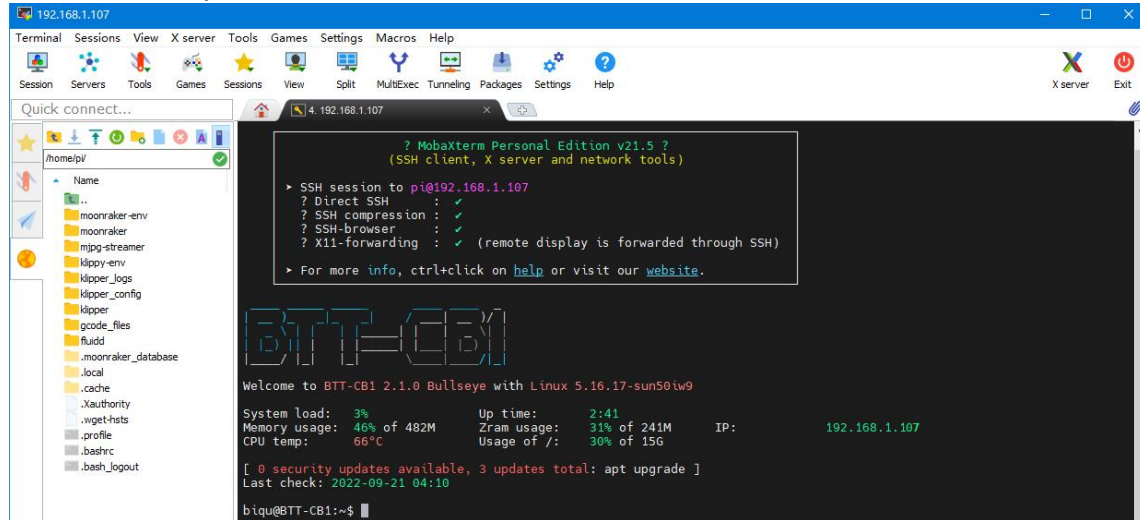 192.168.1.107
Terminal Sessions View X server Tools Games Settings Macros Help
Session Servers Tools Games Sessions View Split MultiExec Tunneling Packages Settings Help X server Exit
Quick connect... 4. 192.168.1.107
/home/pi/
Name
..
moonraker-env
moonraker
mjpg-streamer
klippy-env
klipper_logs
klipper_config
klipper
gcode_files
fluidd
.moonraker_database
.local
.cache
.Xauthority
.wget-hsts
.profile
.bashrc
.bash_logout
? MobaXterm Personal Edition v21.5 ?
(SSH client, X server and network tools)
➤ SSH session to pi@192.168.1.107
? Direct SSH : ✔
? SSH compression : ✔
? SSH-browser : ✔
? X11-forwarding : ✔ (remote display is forwarded through SSH)
➤ For more info, ctrl+click on help or visit our website.
BTT-CB1
Welcome to BTT-CB1 2.1.0 Bullseye with Linux 5.16.17-sun50iw9
System load: 3% Up time: 2:41
Memory usage: 46% of 482M Zram usage: 31% of 241M IP: 192.168.1.107
CPU temp: 66°C Usage of /: 30% of 15G
[ 0 security updates available, 3 updates total: apt upgrade ]
Last check: 2022-09-21 04:10
biqu@BTT-CB1:~$